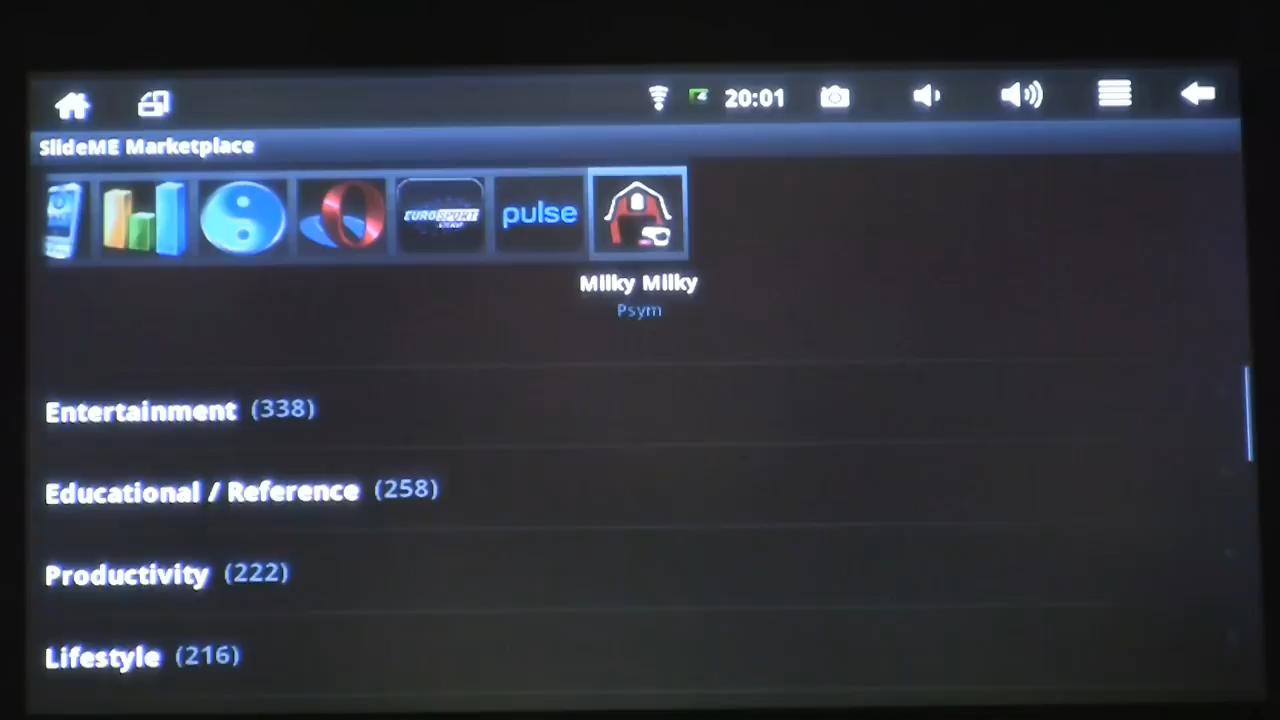 20:01
SlideME Marketplace
EUROSPORT
pulse
Milky Milky
Psym
Entertainment (338)
Educational / Reference (258)
Productivity (222)
Lifestyle (216)